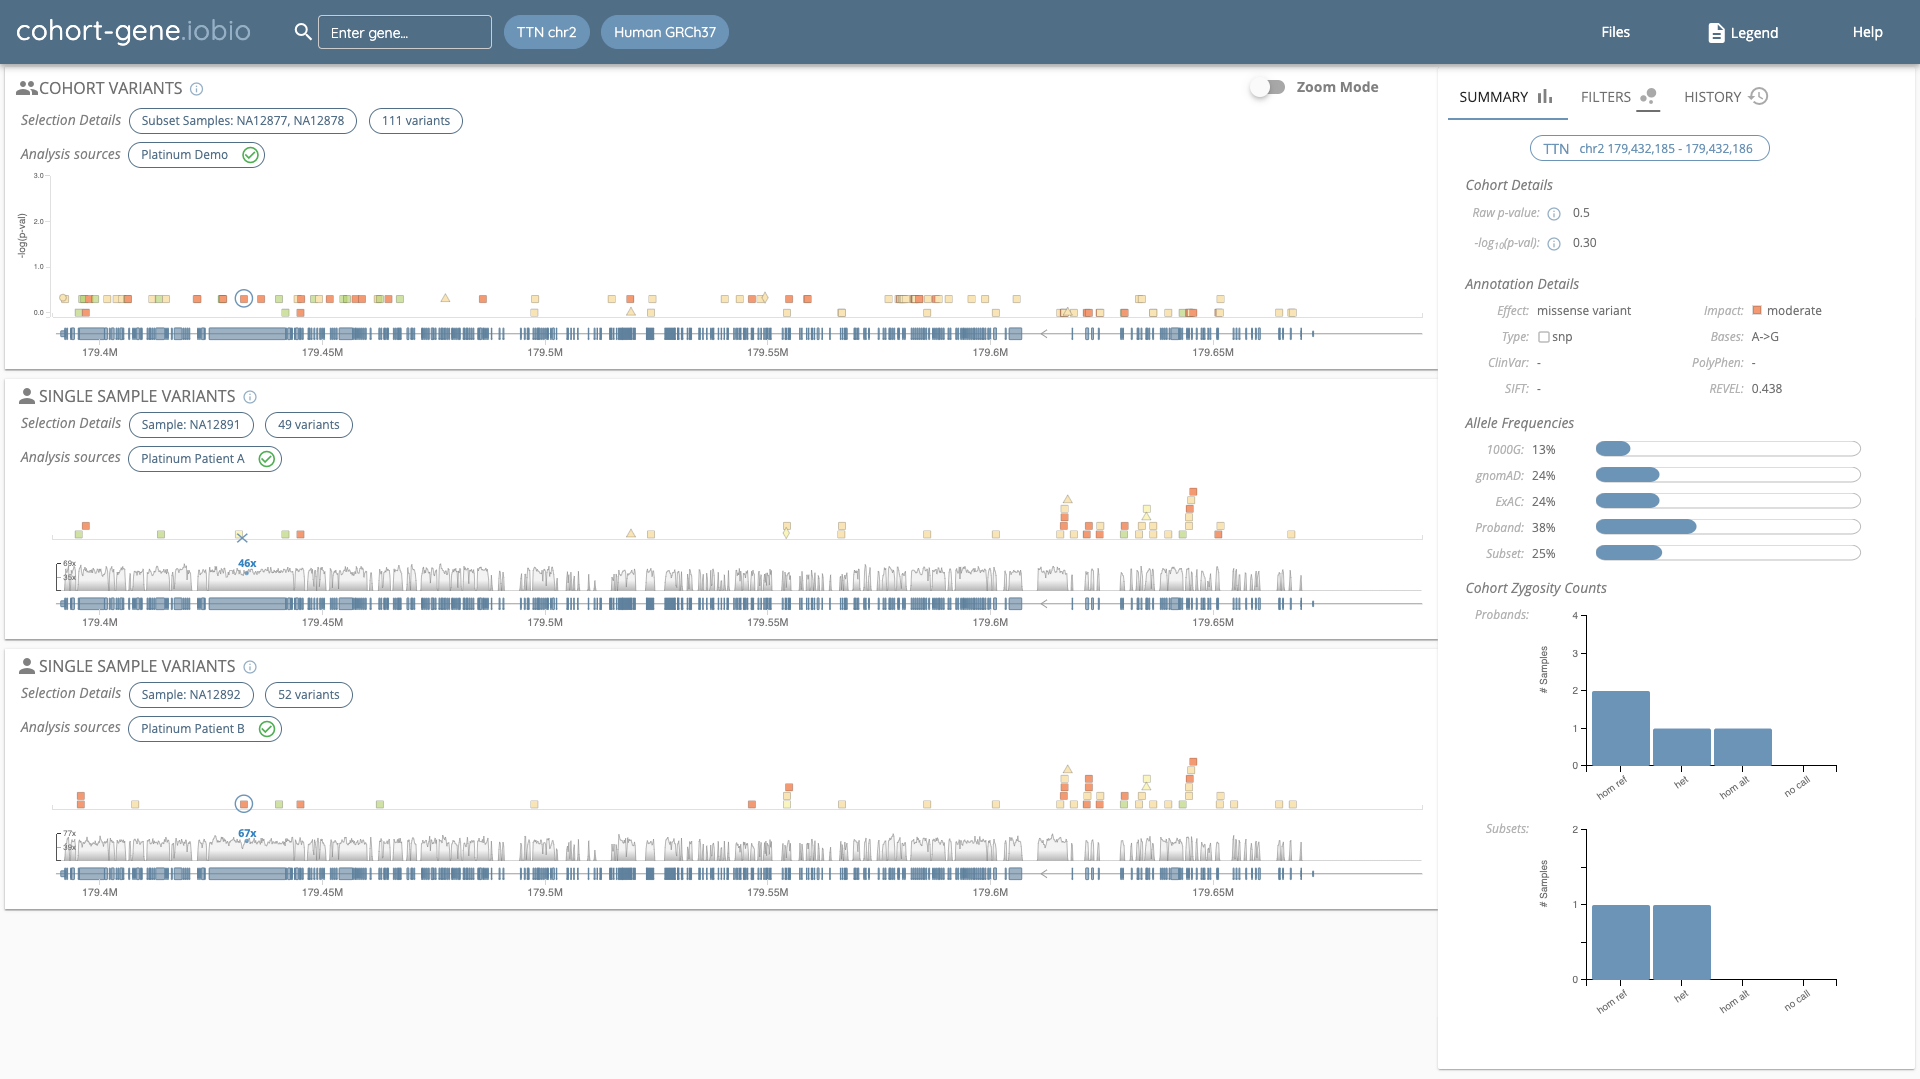 cohort-gene.iobio
Enter gene...
TTN chr2
Human GRCh37
Files
Legend
Help
COHORT VARIANTS
Zoom Mode
Selection Details
Subset Samples: NA12877, NA12878
111 variants
Analysis sources
Platinum Demo
3.0
2.0
1.0
0.0
-log(p-val)
179.4M
179.45M
179.5M
179.55M
179.6M
179.65M
SINGLE SAMPLE VARIANTS
Selection Details
Sample: NA12891
49 variants
Analysis sources
Platinum Patient A
46x
69x
35x
179.4M
179.45M
179.5M
179.55M
179.6M
179.65M
SINGLE SAMPLE VARIANTS
Selection Details
Sample: NA12892
52 variants
Analysis sources
Platinum Patient B
67x
77x
39x
179.4M
179.45M
179.5M
179.55M
179.6M
179.65M
SUMMARY
FILTERS
HISTORY
TTN chr2 179,432,185 - 179,432,186
Cohort Details
Raw p-value: 0.5
-log₁₀(p-val): 0.30
Annotation Details
Effect: missense variant
Impact: moderate
Type: snp
Bases: A->G
ClinVar: -
PolyPhen: -
SIFT: -
REVEL: 0.438
Allele Frequencies
1000G: 13%
gnomAD: 24%
ExAC: 24%
Proband: 38%
Subset: 25%
Cohort Zygosity Counts
Probands:
# Samples
4
3
2
1
0
hom ref
het
hom alt
no call
Subsets:
# Samples
2
1
0
hom ref
het
hom alt
no call